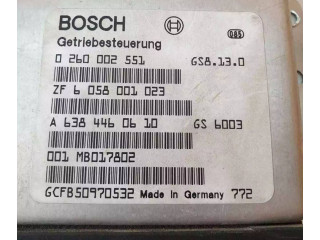 BOSCH
Getriebesteuerung
0 260 002 551 GS8.13.0
ZF 6 058 001 023
A 638 446 06 10 GS 6003
001 MB017802
GCFB50970532 Made in Germany 772